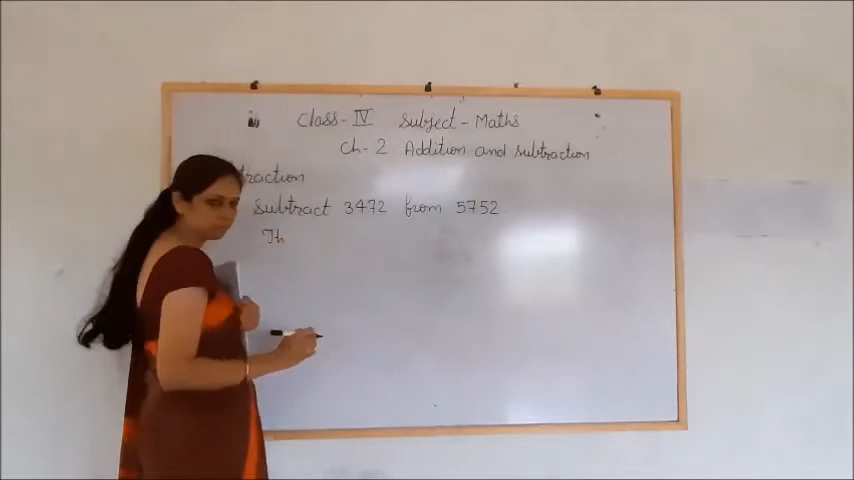 Class-IV Subject-Maths
Ch-2. Addition and subtraction
traction
Subtract 3472 from 5752
Th